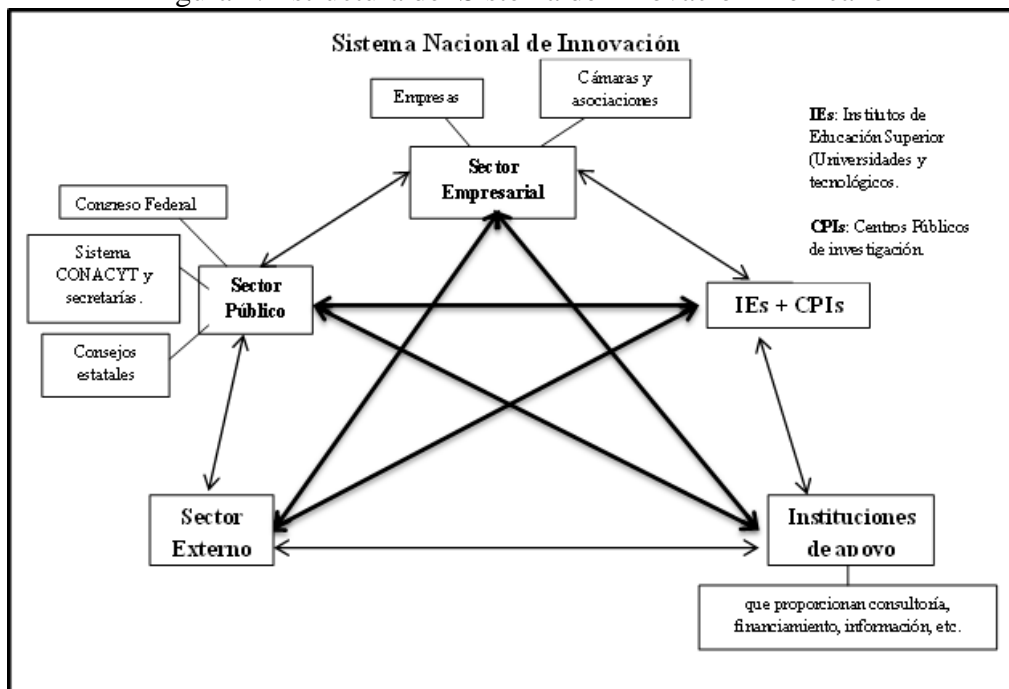 Sistema Nacional de Innovación
Empresas
Cámaras y
asociaciones
IEs: Institutos de
Educación Superior
(Universidades y
tecnológicos.
CPIs: Centros Públicos
de investigación.
Sector
Empresarial
Congreso Federal
Sistema
CONACYT y
secretarías.
Sector
Público
Consejos
estatales
IEs + CPIs
Sector
Externo
Instituciones
de apoyo
que proporcionan consultoría,
financiamiento, información, etc.